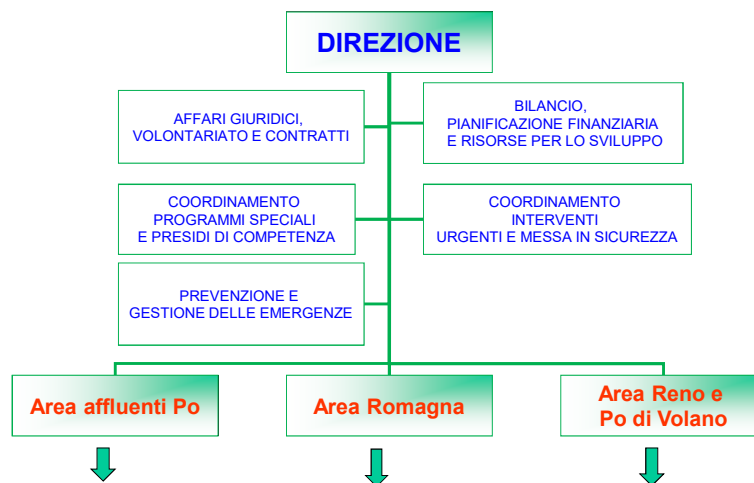 DIREZIONE
AFFARI GIURIDICI,
VOLONTARIATO E CONTRATTI
BILANCIO,
PIANIFICAZIONE FINANZIARIA
E RISORSE PER LO SVILUPPO
COORDINAMENTO
PROGRAMMI SPECIALI
E PRESIDI DI COMPETENZA
COORDINAMENTO
INTERVENTI
URGENTI E MESSA IN SICUREZZA
PREVENZIONE E
GESTIONE DELLE EMERGENZE
Area affluenti Po
Area Romagna
Area Reno e
Po di Volano